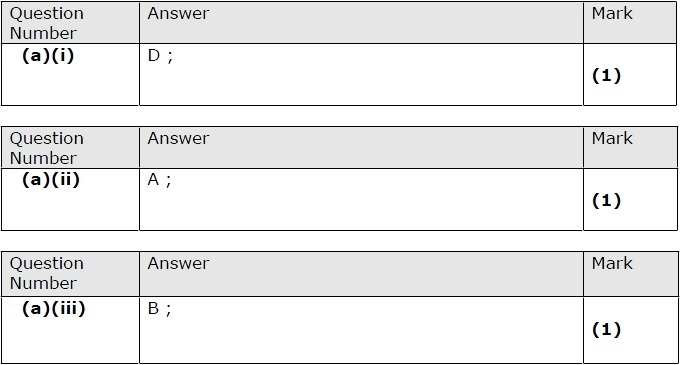 Question Number Answer Mark
(a)(i) D ;
(1)
Question Number Answer Mark
(a)(ii) A ;
(1)
Question Number Answer Mark
(a)(iii) B ;
(1)